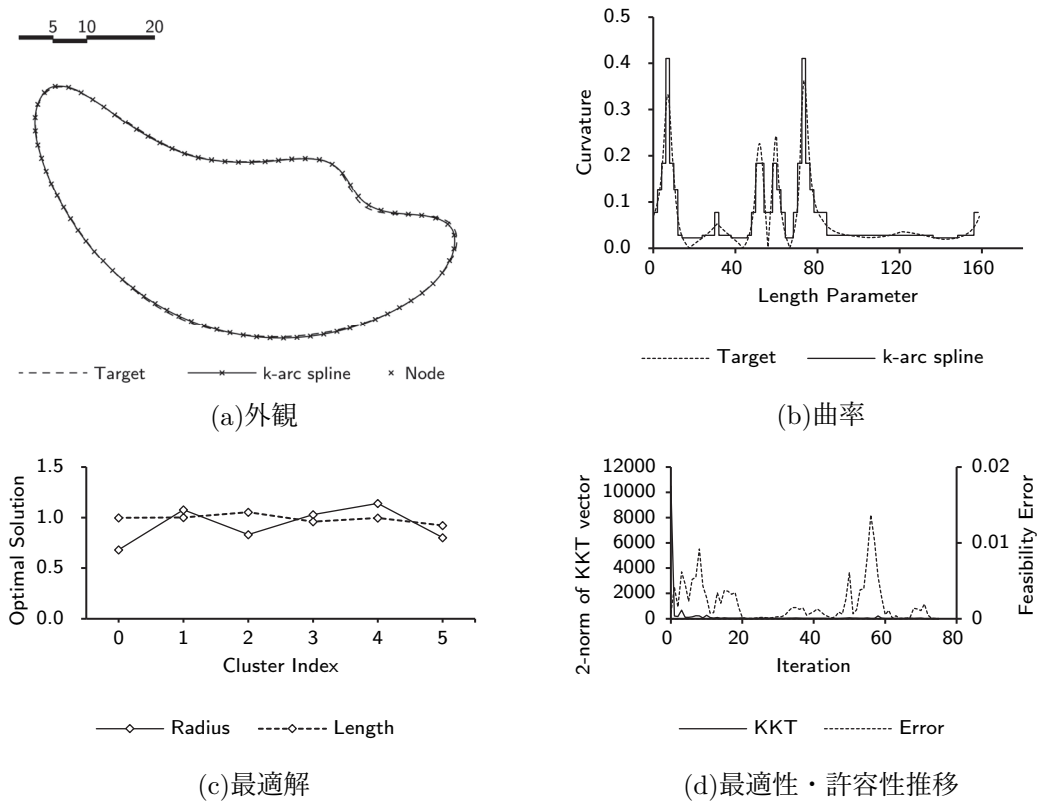 5 10 20
Target k-arc spline Node
(a)外観
0.5
0.4
0.3
0.2
0.1
0.0
Curvature
0 40 80 120 160
Length Parameter
Target k-arc spline
(b)曲率
1.5
1.0
0.5
0.0
Optimal Solution
0 1 2 3 4 5
Cluster Index
Radius Length
(c)最適解
12000
10000
8000
6000
4000
2000
0
2-norm of KKT vector
0.02
0.01
0
Feasibility Error
0 20 40 60 80
Iteration
KKT Error
(d)最適性・許容性推移